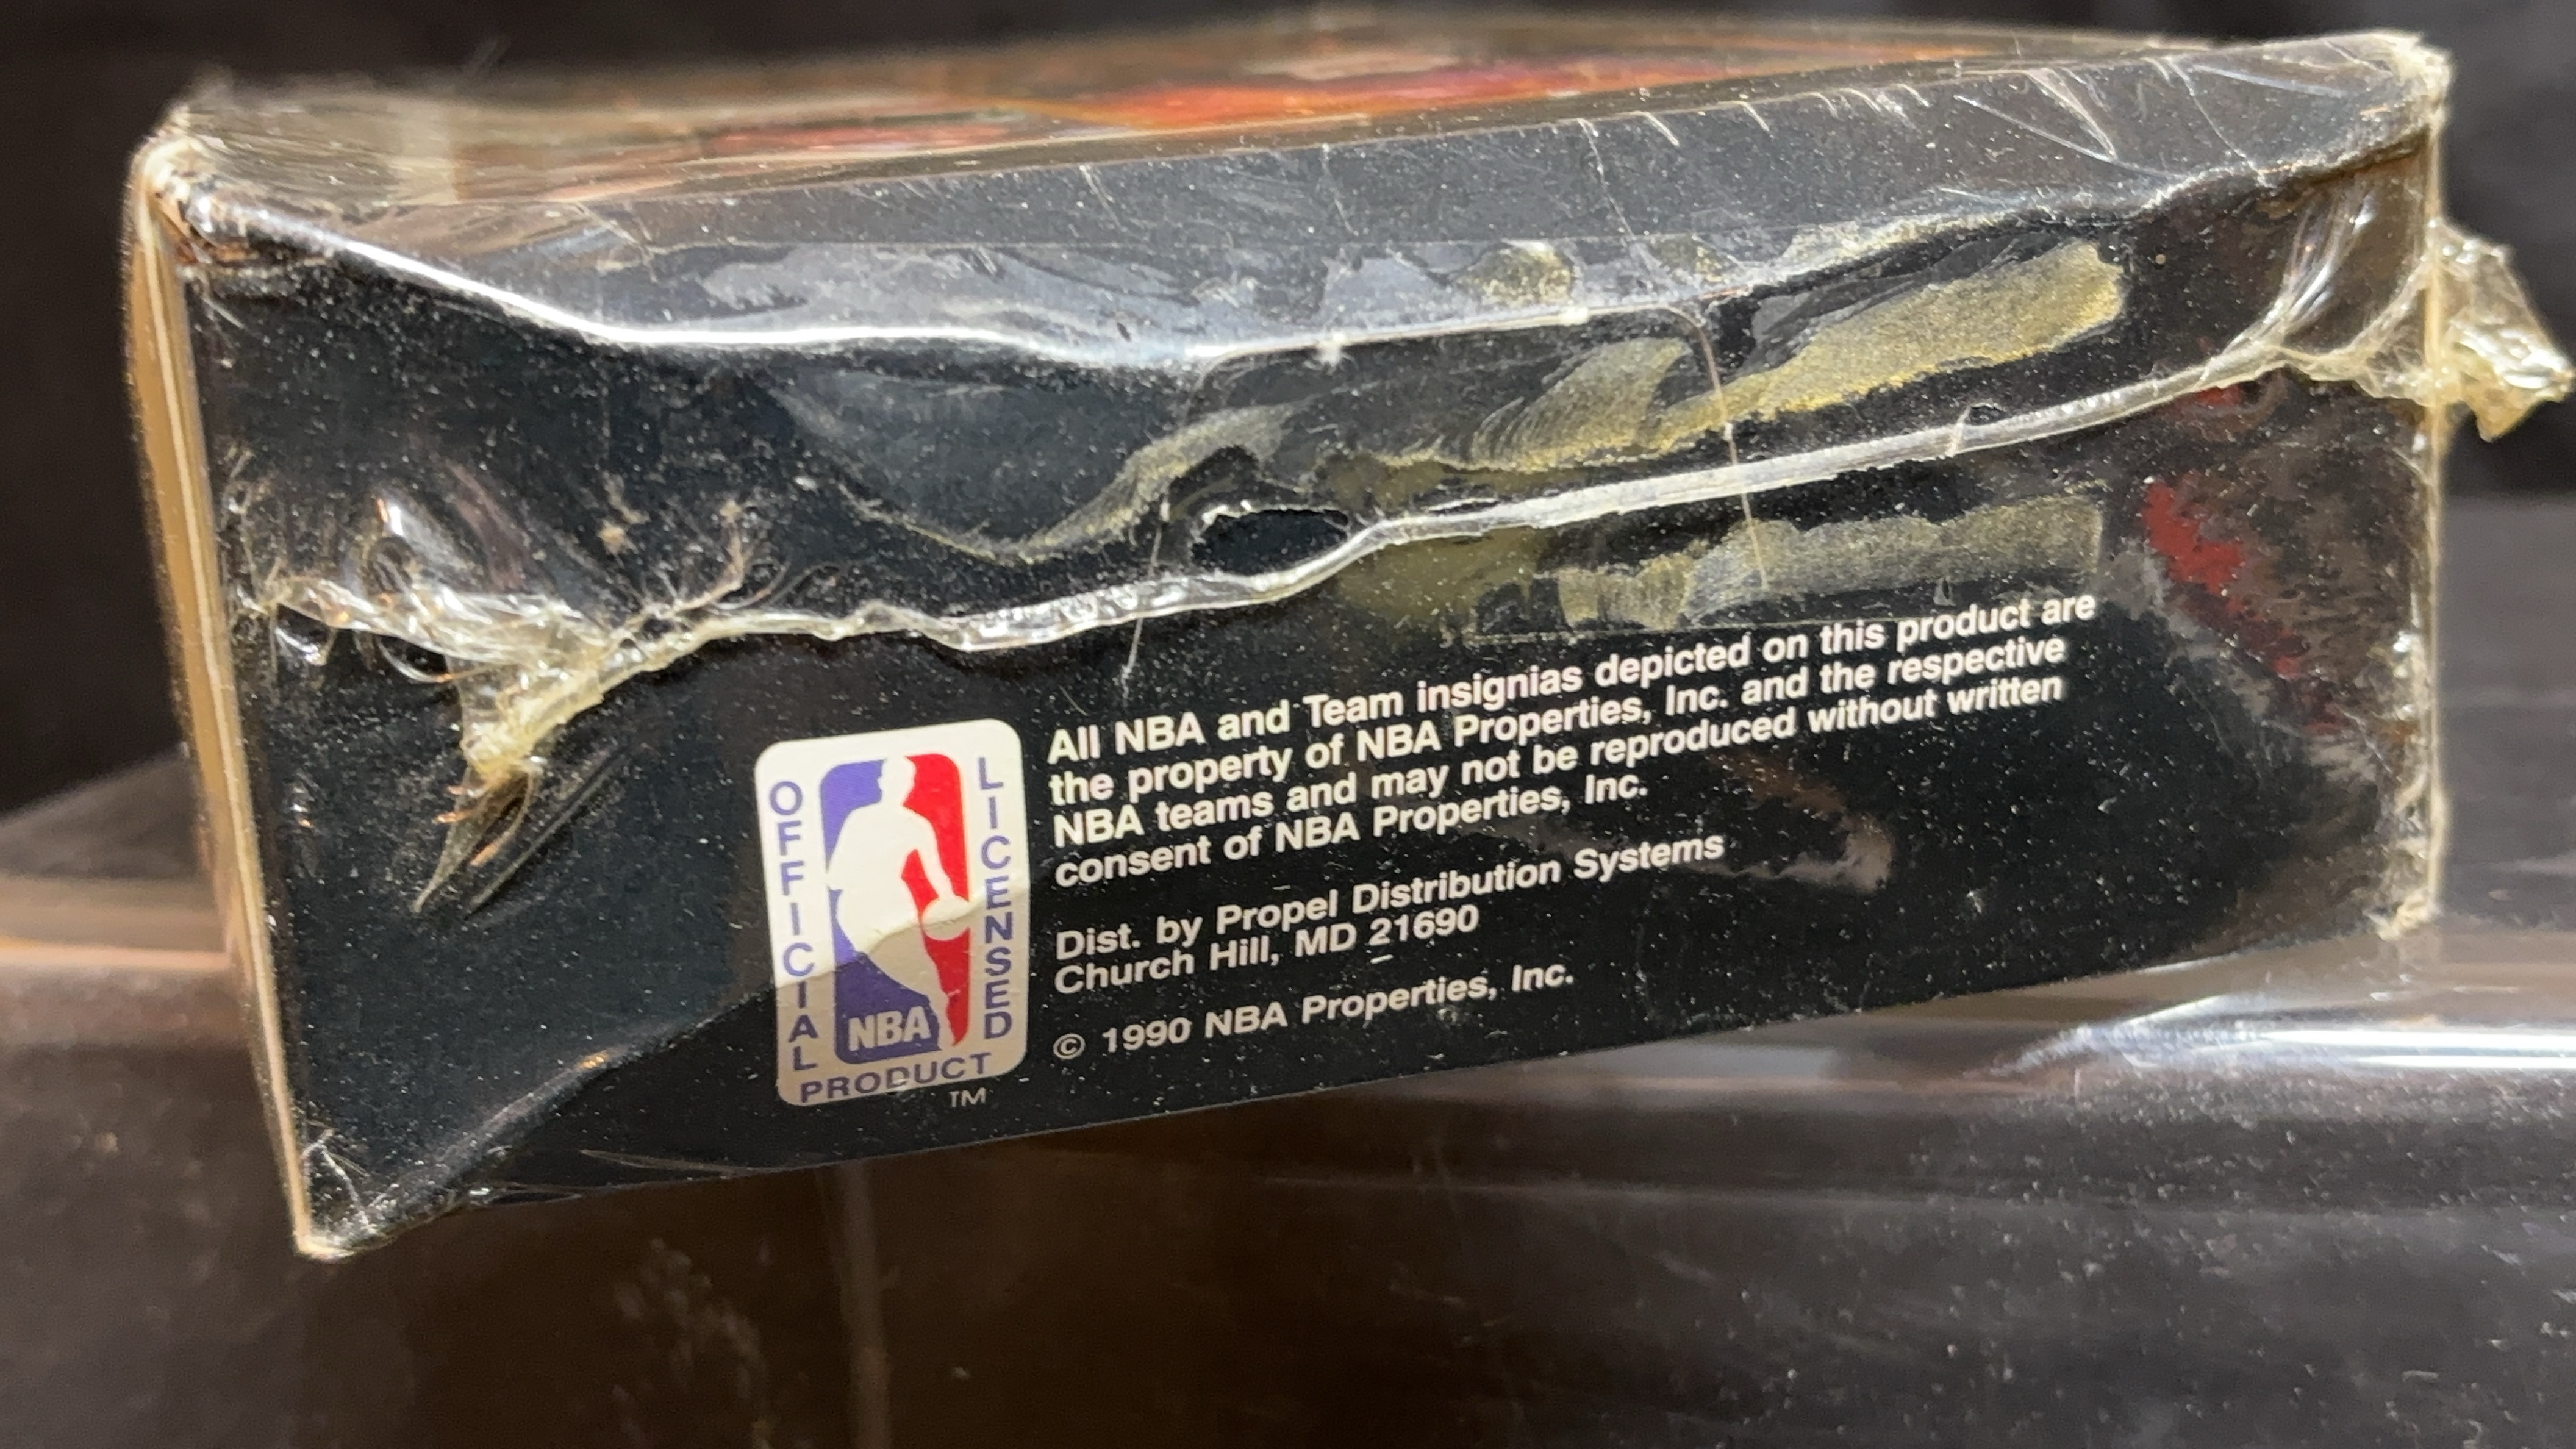 All NBA and Team insignias depicted on this product are
the property of NBA Properties, Inc. and the respective
NBA teams and may not be reproduced without written
consent of NBA Properties, Inc.
Dist. by Propel Distribution Systems
Church Hill, MD 21690
© 1990 NBA Properties, Inc.
OFFICIAL
LICENSED
NBA
PRODUCT
TM